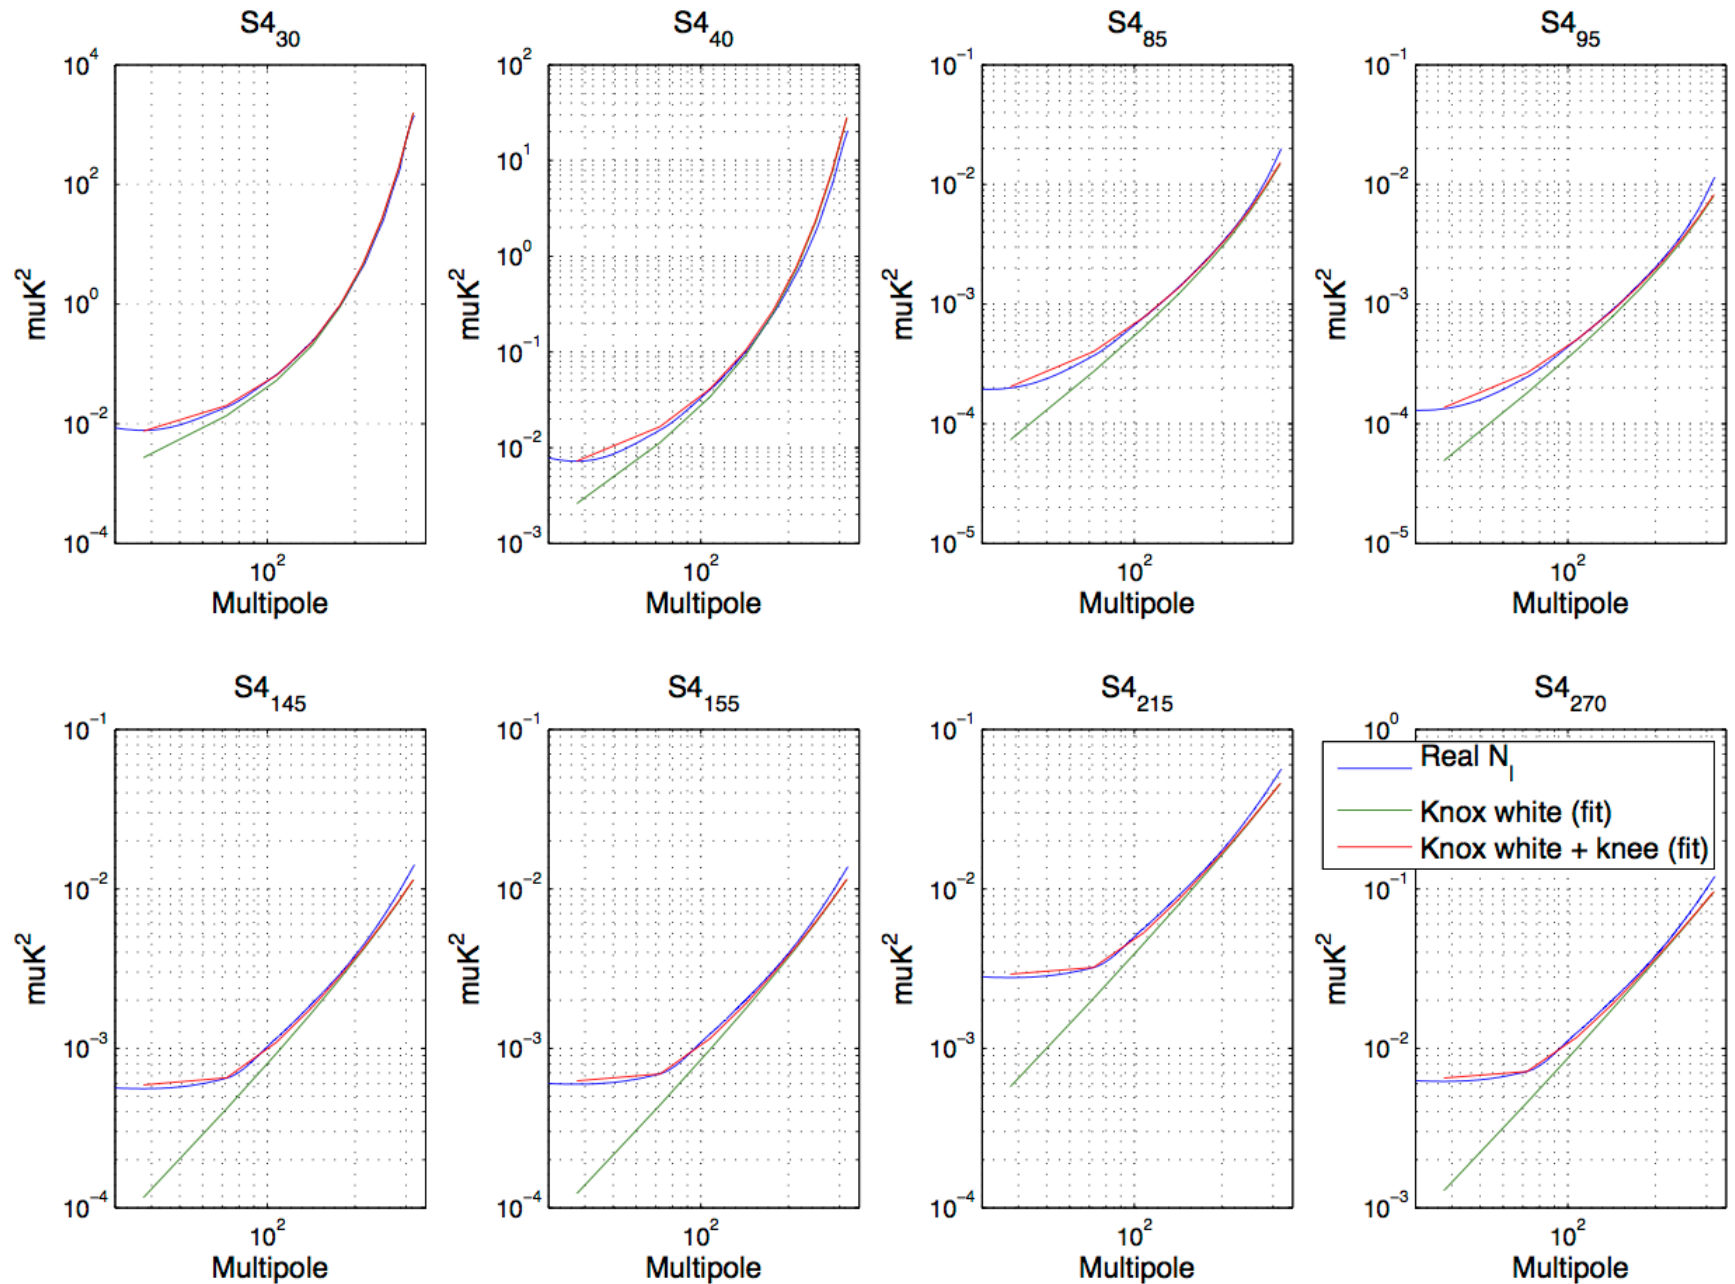 S4₃₀ S4₄₀ S4₈₅ S4₉₅
10⁴ 10² 10⁻¹ 10⁻¹
10² 10¹ 10⁻² 10⁻²
10⁰ 10⁰ 10⁻³ 10⁻³
10⁻² 10⁻¹ 10⁻⁴ 10⁻⁴
10⁻⁴ 10⁻² 10⁻⁵ 10⁻⁵
10⁻³
muK² muK² muK² muK²
10² 10² 10² 10²
Multipole Multipole Multipole Multipole
S4₁₄₅ S4₁₅₅ S4₂₁₅ S4₂₇₀
10⁻¹ 10⁻¹ 10⁻¹ 10⁰
Real Nₗ
Knox white (fit)
Knox white + knee (fit)
10⁻² 10⁻² 10⁻² 10⁻¹
muK² muK² muK² muK²
10⁻³ 10⁻³ 10⁻³ 10⁻²
10⁻⁴ 10⁻⁴ 10⁻⁴ 10⁻³
10² 10² 10² 10²
Multipole Multipole Multipole Multipole